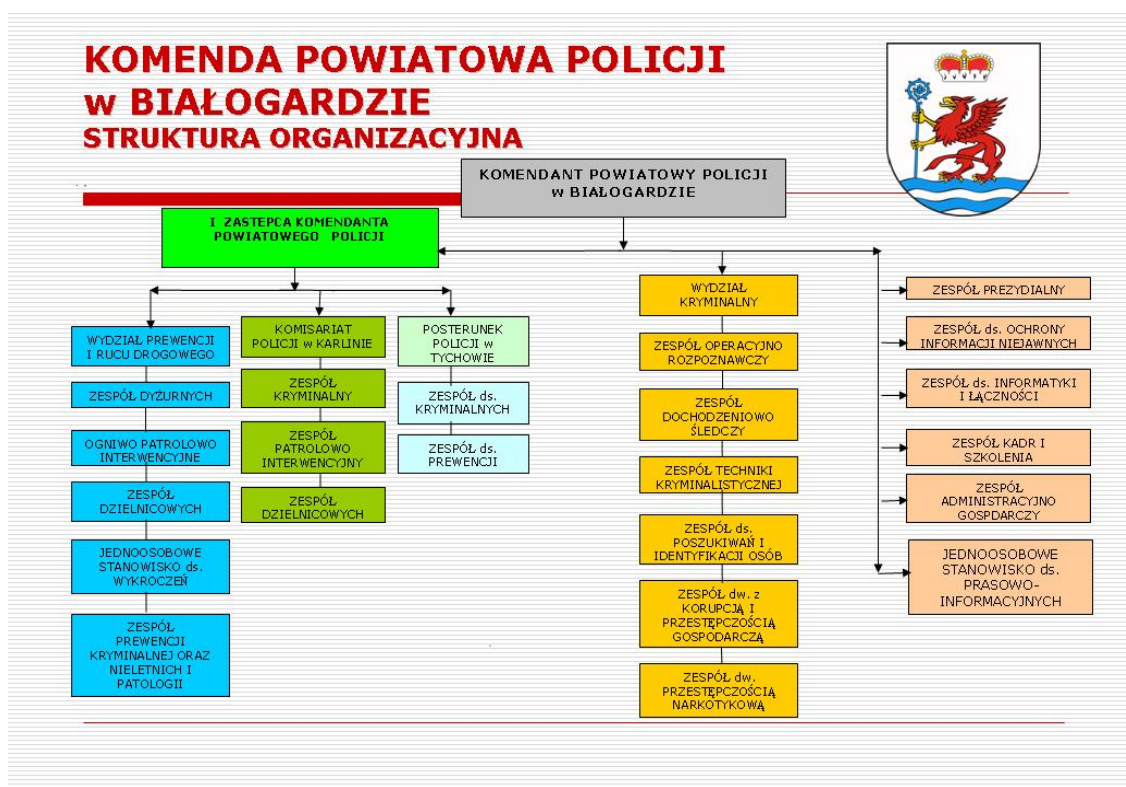 KOMENDA POWIATOWA POLICJI
w BIAŁOGARDZIE
STRUKTURA ORGANIZACYJNA
KOMENDANT POWIATOWY POLICJI
w BIAŁOGARDZIE
I ZASTEPCA KOMENDANTA
POWIATOWEGO POLICJI
WYDZIAŁ PREWENCJI
I RUCU DROGOWEGO
ZESPÓŁ DYŻURNYCH
OGNIWO PATROLOWO
INTERWENCYJNE
ZESPÓŁ
DZIELNICOWYCH
JEDNOOSOBOWE
STANOWISKO ds.
WYKROCZEŃ
ZESPÓŁ
PREWENCJI
KRYMINALNEJ ORAZ
NIELETNICH I
PATOLOGII
KOMISARIAT
POLICJI w KARLINIE
ZESPÓŁ
KRYMINALNY
ZESPÓŁ
PATROLOWO
INTERWENCYJNY
ZESPÓŁ
DZIELNICOWYCH
POSTERUNEK
POLICJI w
TYCHOWIE
ZESPÓŁ ds.
KRYMINALNYCH
ZESPÓŁ ds.
PREWENCJI
WYDZIAŁ
KRYMINALNY
ZESPÓŁ OPERACYJNO
ROZPOZNAWCZY
ZESPÓŁ
DOCHODZENIOWO
ŚLEDCZY
ZESPÓŁ TECHNIKI
KRYMINALISTYCZNEJ
ZESPÓŁ ds.
POSZUKIWAŃ I
IDENTYFIKACJI OSÓB
ZESPÓŁ dw. z
KORUPCJĄ I
PRZESTĘPCZOŚCIĄ
GOSPODARCZĄ
ZESPÓŁ dw.
PRZESTĘPCZOŚCIĄ
NARKOTYKOWĄ
ZESPÓŁ PREZYDIALNY
ZESPÓŁ ds. OCHRONY
INFORMACJI NIEJAWNYCH
ZESPÓŁ ds. INFORMATYKI
I ŁĄCZNOŚCI
ZESPÓŁ KADR I
SZKOLENIA
ZESPÓŁ
ADMINISTRACYJNO
GOSPDARCZY
JEDNOOSOBOWE
STANOWISKO ds.
PRASOWO-
INFORMACYJNYCH